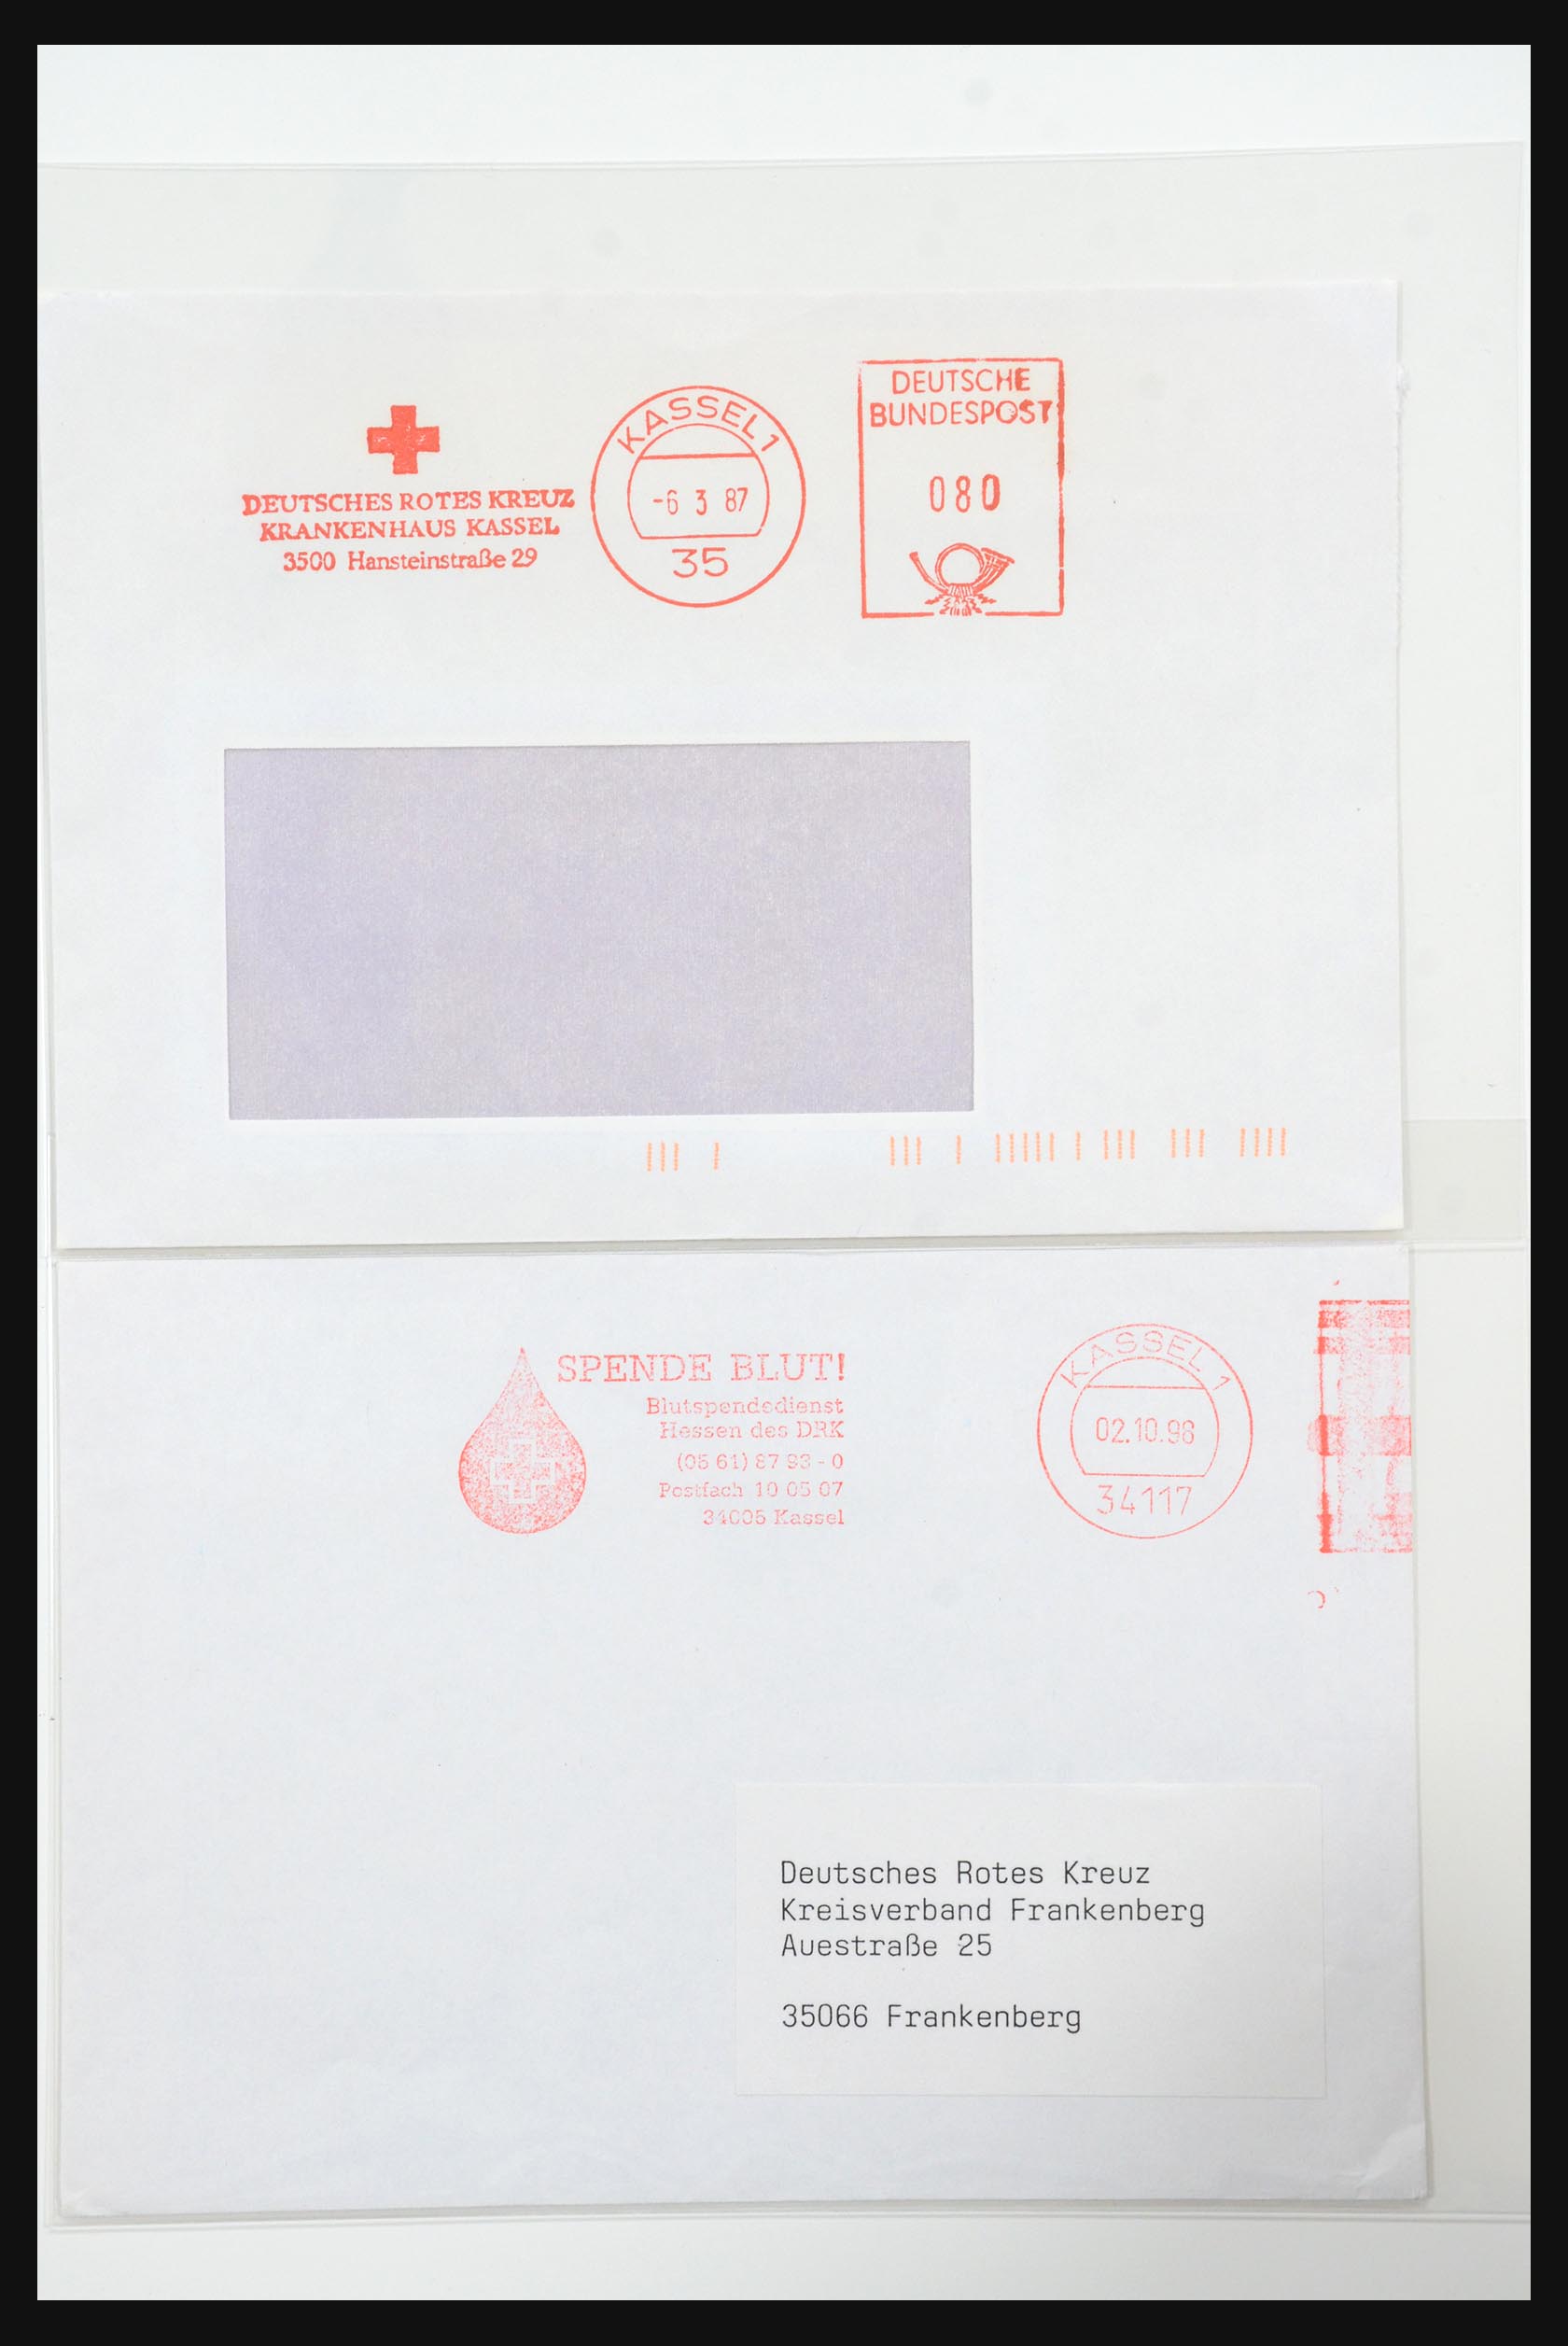 DEUTSCHES ROTES KREUZ
KRANKENHAUS KASSEL
3500 Hansteinstraße 29
KASSEL 1
-6 3 87
35
DEUTSCHE
BUNDESPOST
080
SPENDE BLUT!
Blutspendedienst
Hessen des DRK
(05 61) 87 93 - 0
Postfach 10 05 07
34005 Kassel
KASSEL 1
02.10.98
34117
Deutsches Rotes Kreuz
Kreisverband Frankenberg
Auestraße 25
35066 Frankenberg